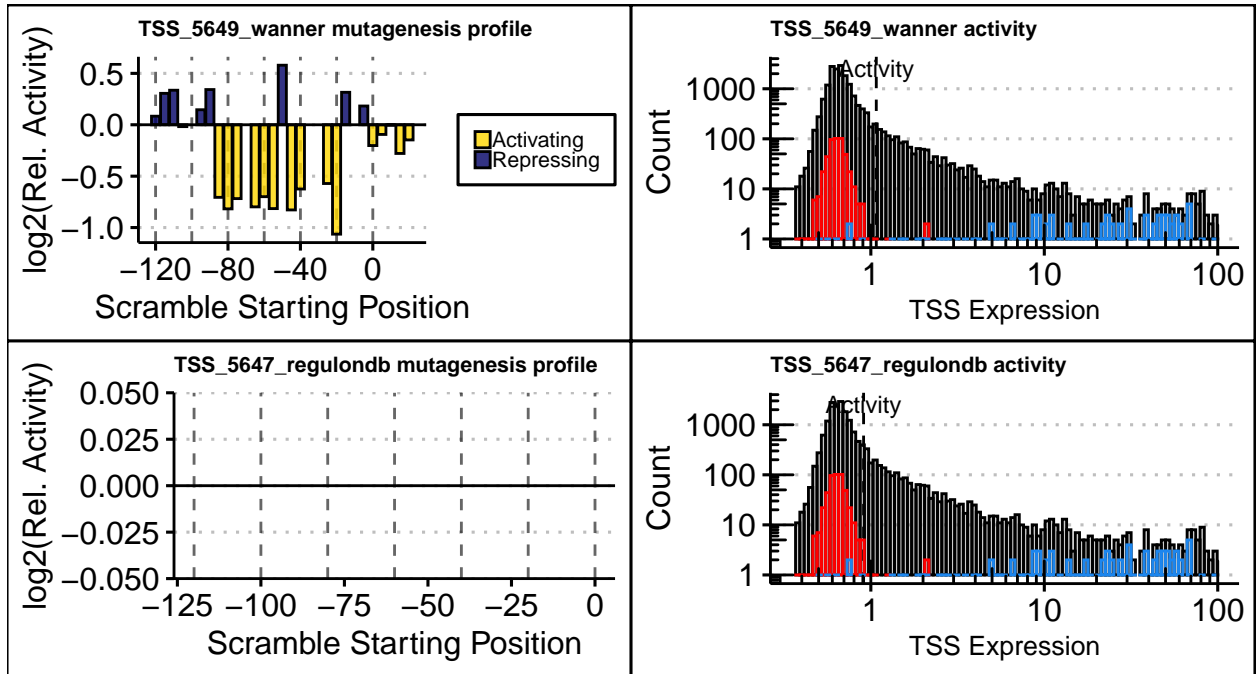 TSS_5649_wanner mutagenesis profile
log2(Rel. Activity)
0.5
0.0
−0.5
−1.0
−120
−80
−40
0
Scramble Starting Position
Activating
Repressing
TSS_5649_wanner activity
Activity
Count
1000
100
10
1
1
10
100
TSS Expression
TSS_5647_regulondb mutagenesis profile
log2(Rel. Activity)
0.050
0.025
0.000
−0.025
−0.050
−125
−100
−75
−50
−25
0
Scramble Starting Position
TSS_5647_regulondb activity
Activity
Count
1000
100
10
1
1
10
100
TSS Expression